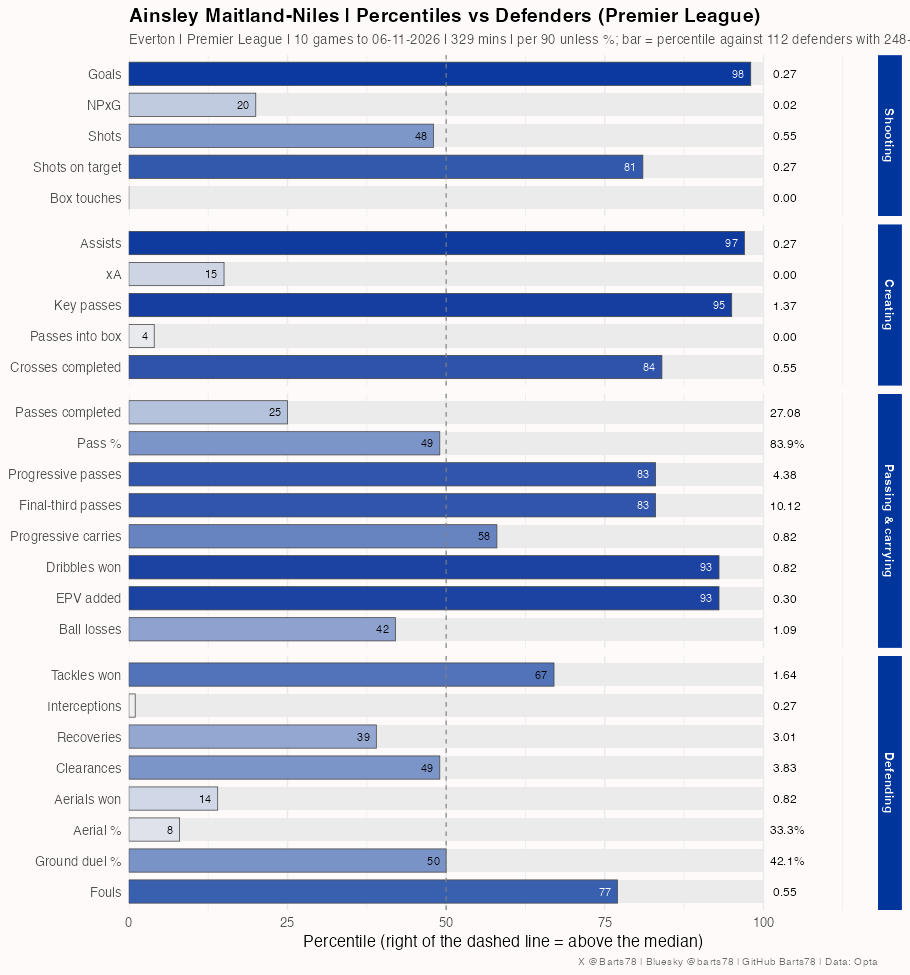 Ainsley Maitland-Niles | Percentiles vs Defenders (Premier League)
Everton | Premier League | 10 games to 06-11-2026 | 329 mins | per 90 unless %; bar = percentile against 112 defenders with 248-
Goals 98 0.27
NPxG 20 0.02
Shots 48 0.55
Shots on target 81 0.27
Box touches 0.00
Shooting
Assists 97 0.27
xA 15 0.00
Key passes 95 1.37
Passes into box 4 0.00
Crosses completed 84 0.55
Creating
Passes completed 25 27.08
Pass % 49 83.9%
Progressive passes 83 4.38
Final-third passes 83 10.12
Progressive carries 58 0.82
Dribbles won 93 0.82
EPV added 93 0.30
Ball losses 42 1.09
Passing & carrying
Tackles won 67 1.64
Interceptions 0.27
Recoveries 39 3.01
Clearances 49 3.83
Aerials won 14 0.82
Aerial % 8 33.3%
Ground duel % 50 42.1%
Fouls 77 0.55
Defending
0 25 50 75 100
Percentile (right of the dashed line = above the median)
X @Barts78 | Bluesky @barts78 | GitHub Barts78 | Data: Opta